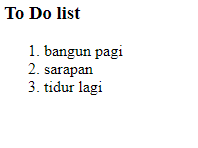 To Do list
1. bangun pagi
2. sarapan
3. tidur lagi